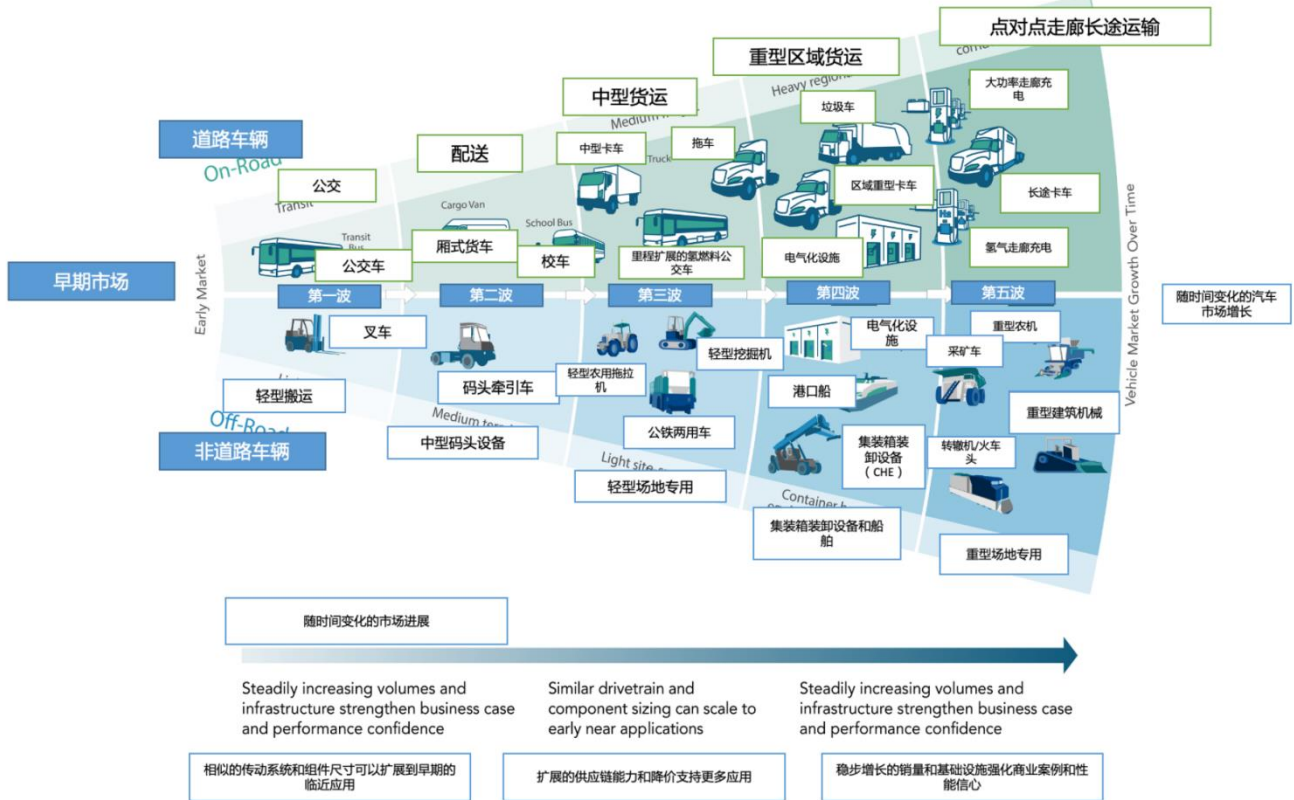 点对点走廊长途运输
重型区域货运
Heavy regional
中型货运
道路车辆
On-Road
配送
中型卡车
Truck
拖车
垃圾车
大功率走廊充
电
公交
Transit
Cargo Van
School Bus
区域重型卡车
长途卡车
Transit
Bus
公交车
厢式货车
校车
里程扩展的氢燃料公
交车
电气化设施
H2
氢气走廊充电
早期市场
Early Market
第一波
第二波
第三波
第四波
第五波
Vehicle Market Growth Over Time
随时间变化的汽车
市场增长
叉车
码头牵引车
轻型农用拖拉
机
轻型挖掘机
电气化设
施
重型农机
采矿车
轻型搬运
港口船
重型建筑机械
Off-Road
非道路车辆
中型码头设备
公铁两用车
集装箱装
卸设备
（CHE）
转辙机/火车
头
轻型场地专用
集装箱装卸设备和船
舶
重型场地专用
随时间变化的市场进展
Steadily increasing volumes and
infrastructure strengthen business case
and performance confidence
Similar drivetrain and
component sizing can scale to
early near applications
Steadily increasing volumes and
infrastructure strengthen business case
and performance confidence
相似的传动系统和组件尺寸可以扩展到早期的
临近应用
扩展的供应链能力和降价支持更多应用
稳步增长的销量和基础设施强化商业案例和性
能信心